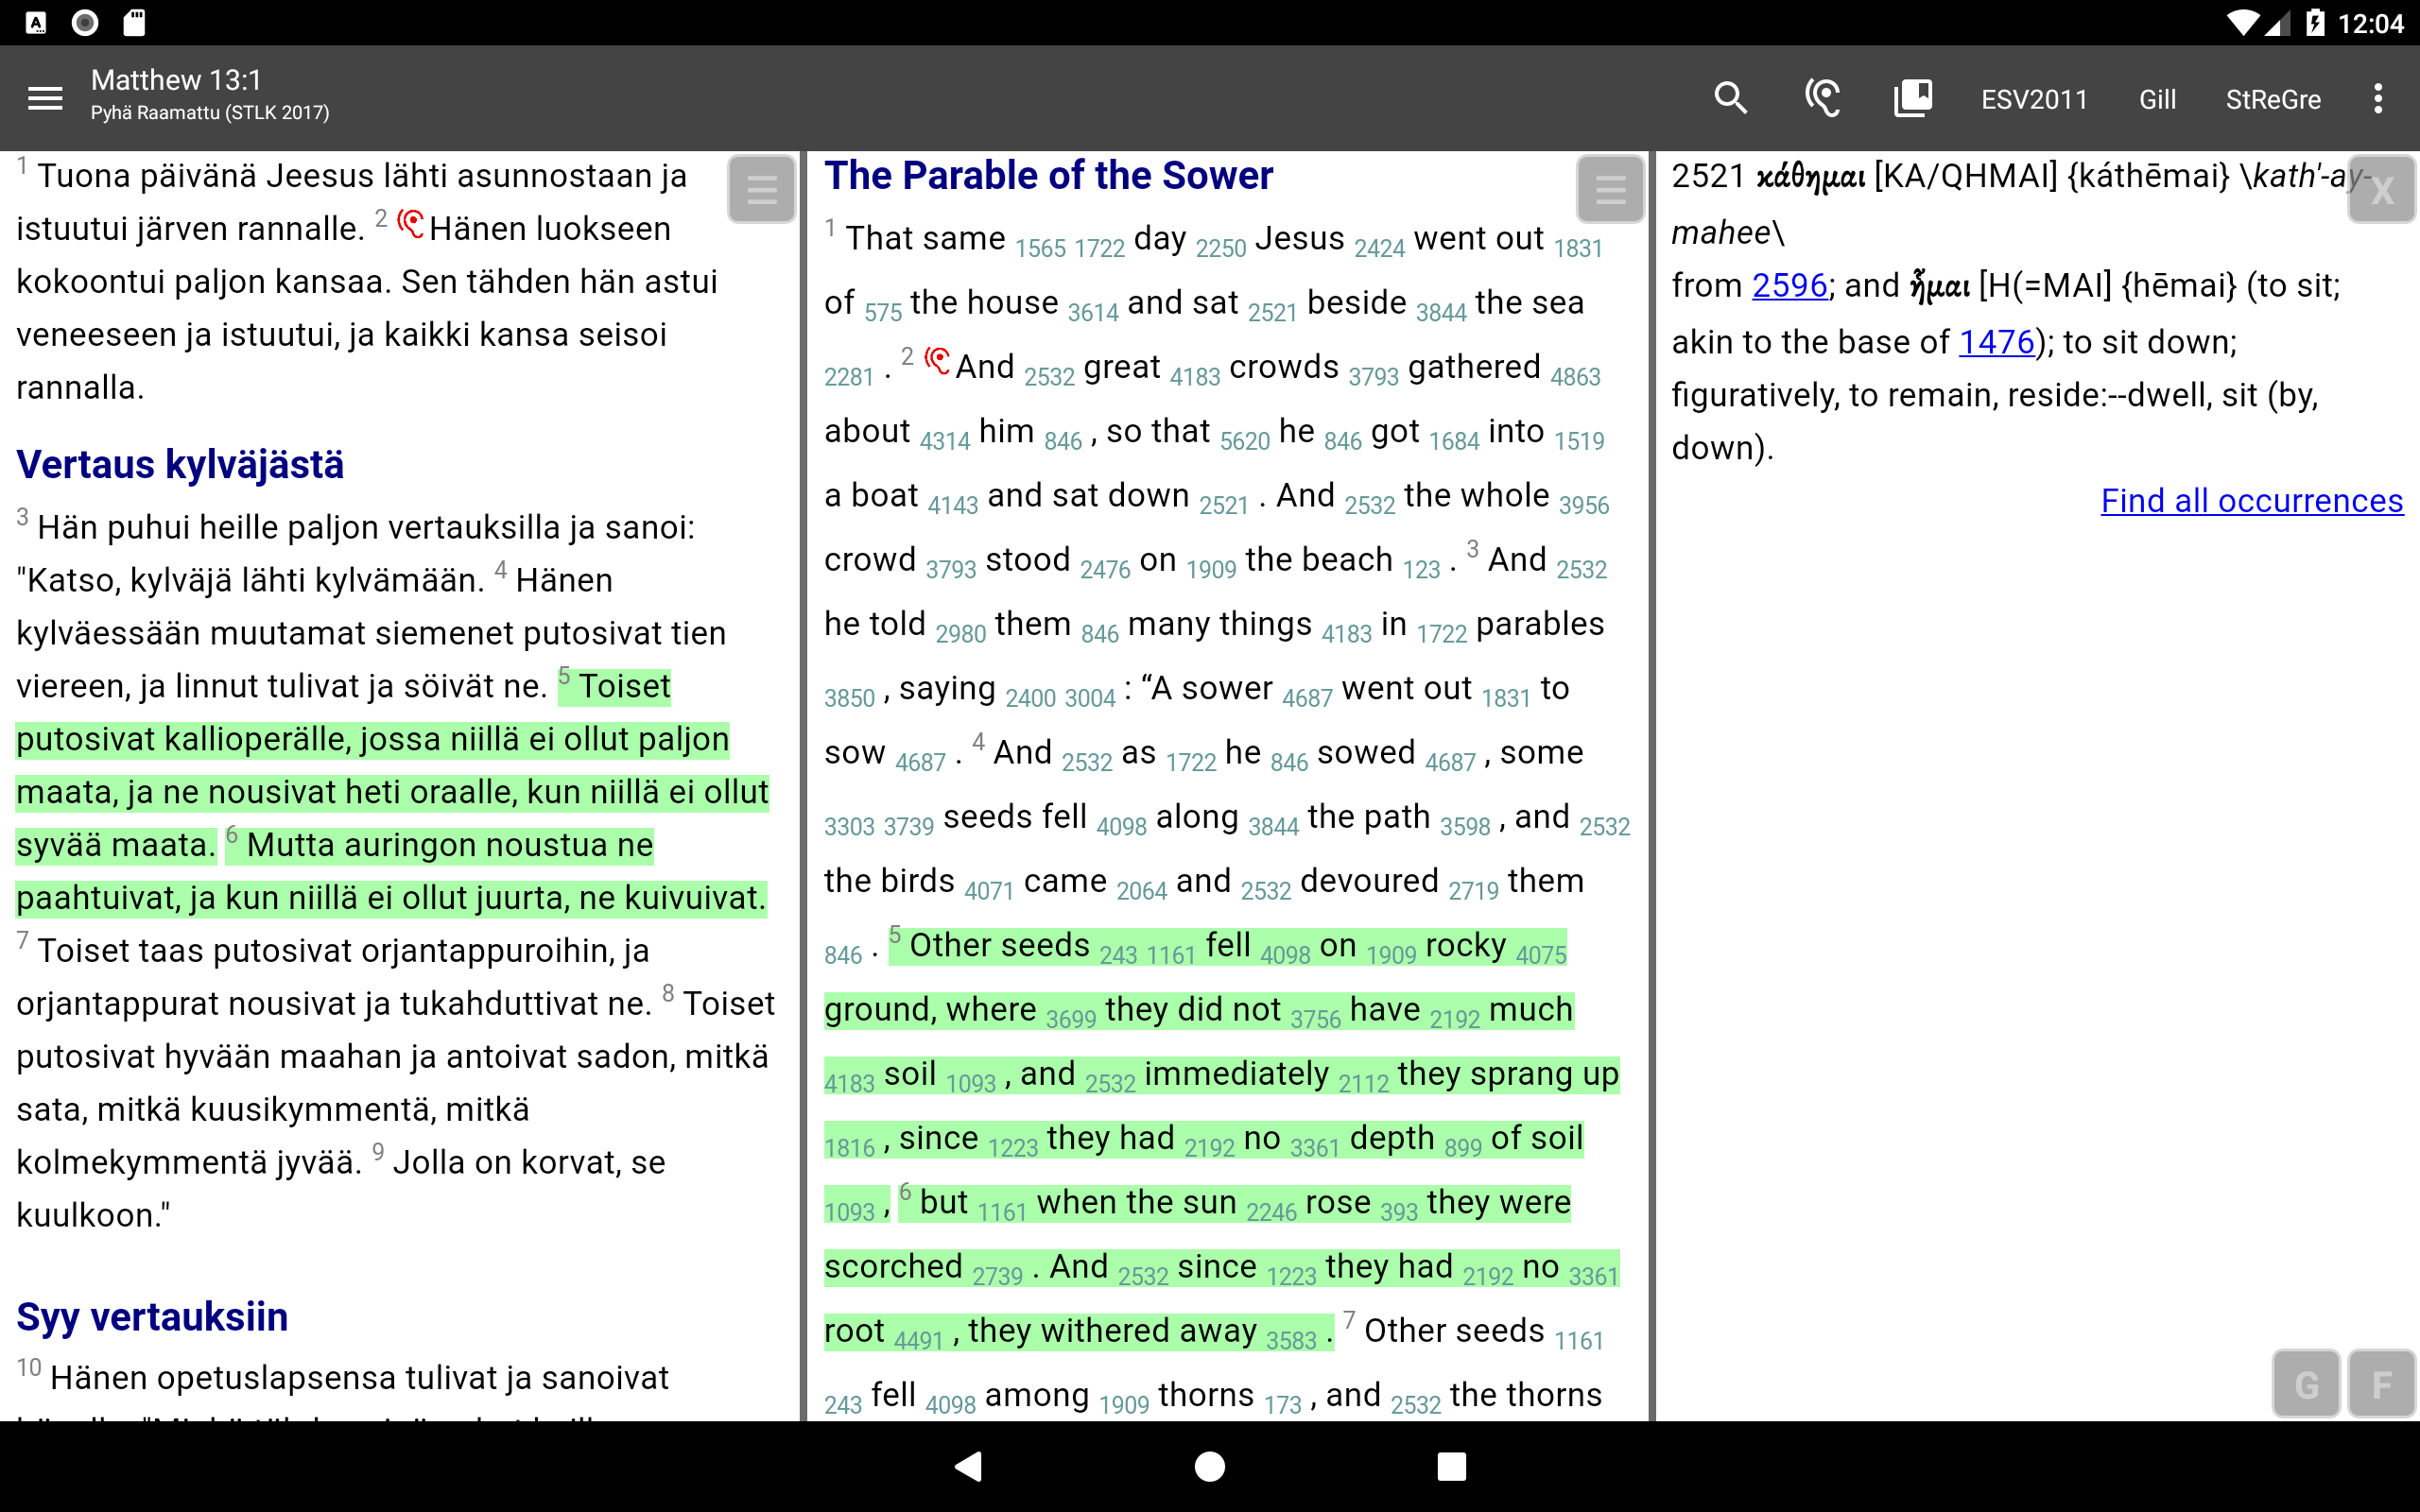 12:04
Matthew 13:1
Pyhä Raamattu (STLK 2017)
ESV2011 Gill StReGre
1 Tuona päivänä Jeesus lähti asunnostaan ja
istuutui järven rannalle. 2 Hänen luokseen
kokoontui paljon kansaa. Sen tähden hän astui
veneeseen ja istuutui, ja kaikki kansa seisoi
rannalla.
Vertaus kylväjästä
3 Hän puhui heille paljon vertauksilla ja sanoi:
"Katso, kylväjä lähti kylvämään. 4 Hänen
kylväessään muutamat siemenet putosivat tien
viereen, ja linnut tulivat ja söivät ne. 5 Toiset
putosivat kallioperälle, jossa niillä ei ollut paljon
maata, ja ne nousivat heti oraalle, kun niillä ei ollut
syvää maata. 6 Mutta auringon noustua ne
paahtuivat, ja kun niillä ei ollut juurta, ne kuivuivat.
7 Toiset taas putosivat orjantappuroihin, ja
orjantappurat nousivat ja tukahduttivat ne. 8 Toiset
putosivat hyvään maahan ja antoivat sadon, mitkä
sata, mitkä kuusikymmentä, mitkä
kolmekymmentä jyvää. 9 Jolla on korvat, se
kuulkoon."
Syy vertauksiin
10 Hänen opetuslapsensa tulivat ja sanoivat
The Parable of the Sower
1 That same 1565 1722 day 2250 Jesus 2424 went out 1831
of 575 the house 3614 and sat 2521 beside 3844 the sea
2281 . 2 And 2532 great 4183 crowds 3793 gathered 4863
about 4314 him 846 , so that 5620 he 846 got 1684 into 1519
a boat 4143 and sat down 2521 . And 2532 the whole 3956
crowd 3793 stood 2476 on 1909 the beach 123 . 3 And 2532
he told 2980 them 846 many things 4183 in 1722 parables
3850 , saying 2400 3004 : “A sower 4687 went out 1831 to
sow 4687 . 4 And 2532 as 1722 he 846 sowed 4687 , some
3303 3739 seeds fell 4098 along 3844 the path 3598 , and 2532
the birds 4071 came 2064 and 2532 devoured 2719 them
846 . 5 Other seeds 243 1161 fell 4098 on 1909 rocky 4075
ground, where 3699 they did not 3756 have 2192 much
4183 soil 1093 , and 2532 immediately 2112 they sprang up
1816 , since 1223 they had 2192 no 3361 depth 899 of soil
1093 , 6 but 1161 when the sun 2246 rose 393 they were
scorched 2739 . And 2532 since 1223 they had 2192 no 3361
root 4491 , they withered away 3583 . 7 Other seeds 1161
243 fell 4098 among 1909 thorns 173 , and 2532 the thorns
2521 κάθημαι [KA/QHMAI] {káthēmai} \kath'-ay-
mahee\
from 2596; and ἧμαι [H(=MAI] {hēmai} (to sit;
akin to the base of 1476); to sit down;
figuratively, to remain, reside:--dwell, sit (by,
down).
Find all occurrences
X
G F